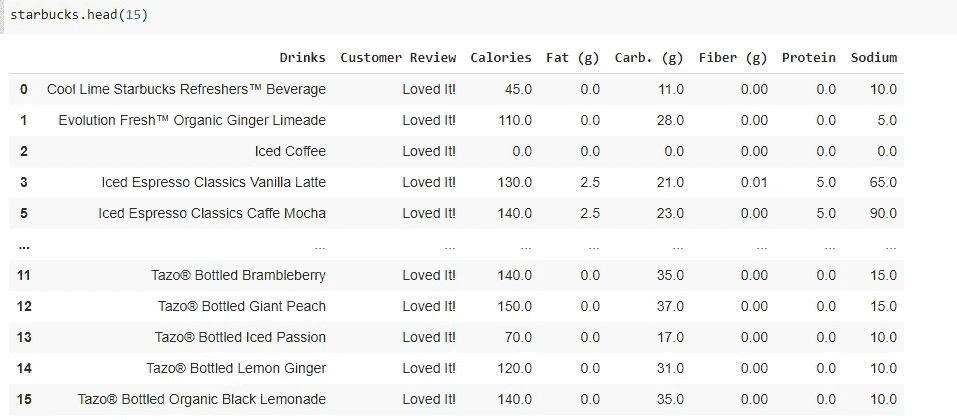 starbucks.head(15)
Drinks Customer Review Calories Fat (g) Carb. (g) Fiber (g) Protein Sodium
0 Cool Lime Starbucks Refreshers™ Beverage Loved It! 45.0 0.0 11.0 0.00 0.0 10.0
1 Evolution Fresh™ Organic Ginger Limeade Loved It! 110.0 0.0 28.0 0.00 0.0 5.0
2 Iced Coffee Loved It! 0.0 0.0 0.0 0.00 0.0 0.0
3 Iced Espresso Classics Vanilla Latte Loved It! 130.0 2.5 21.0 0.01 5.0 65.0
5 Iced Espresso Classics Caffe Mocha Loved It! 140.0 2.5 23.0 0.00 5.0 90.0
... ... ... ... ... ... ... ... ...
11 Tazo® Bottled Brambleberry Loved It! 140.0 0.0 35.0 0.00 0.0 15.0
12 Tazo® Bottled Giant Peach Loved It! 150.0 0.0 37.0 0.00 0.0 15.0
13 Tazo® Bottled Iced Passion Loved It! 70.0 0.0 17.0 0.00 0.0 10.0
14 Tazo® Bottled Lemon Ginger Loved It! 120.0 0.0 31.0 0.00 0.0 10.0
15 Tazo® Bottled Organic Black Lemonade Loved It! 140.0 0.0 35.0 0.00 0.0 10.0